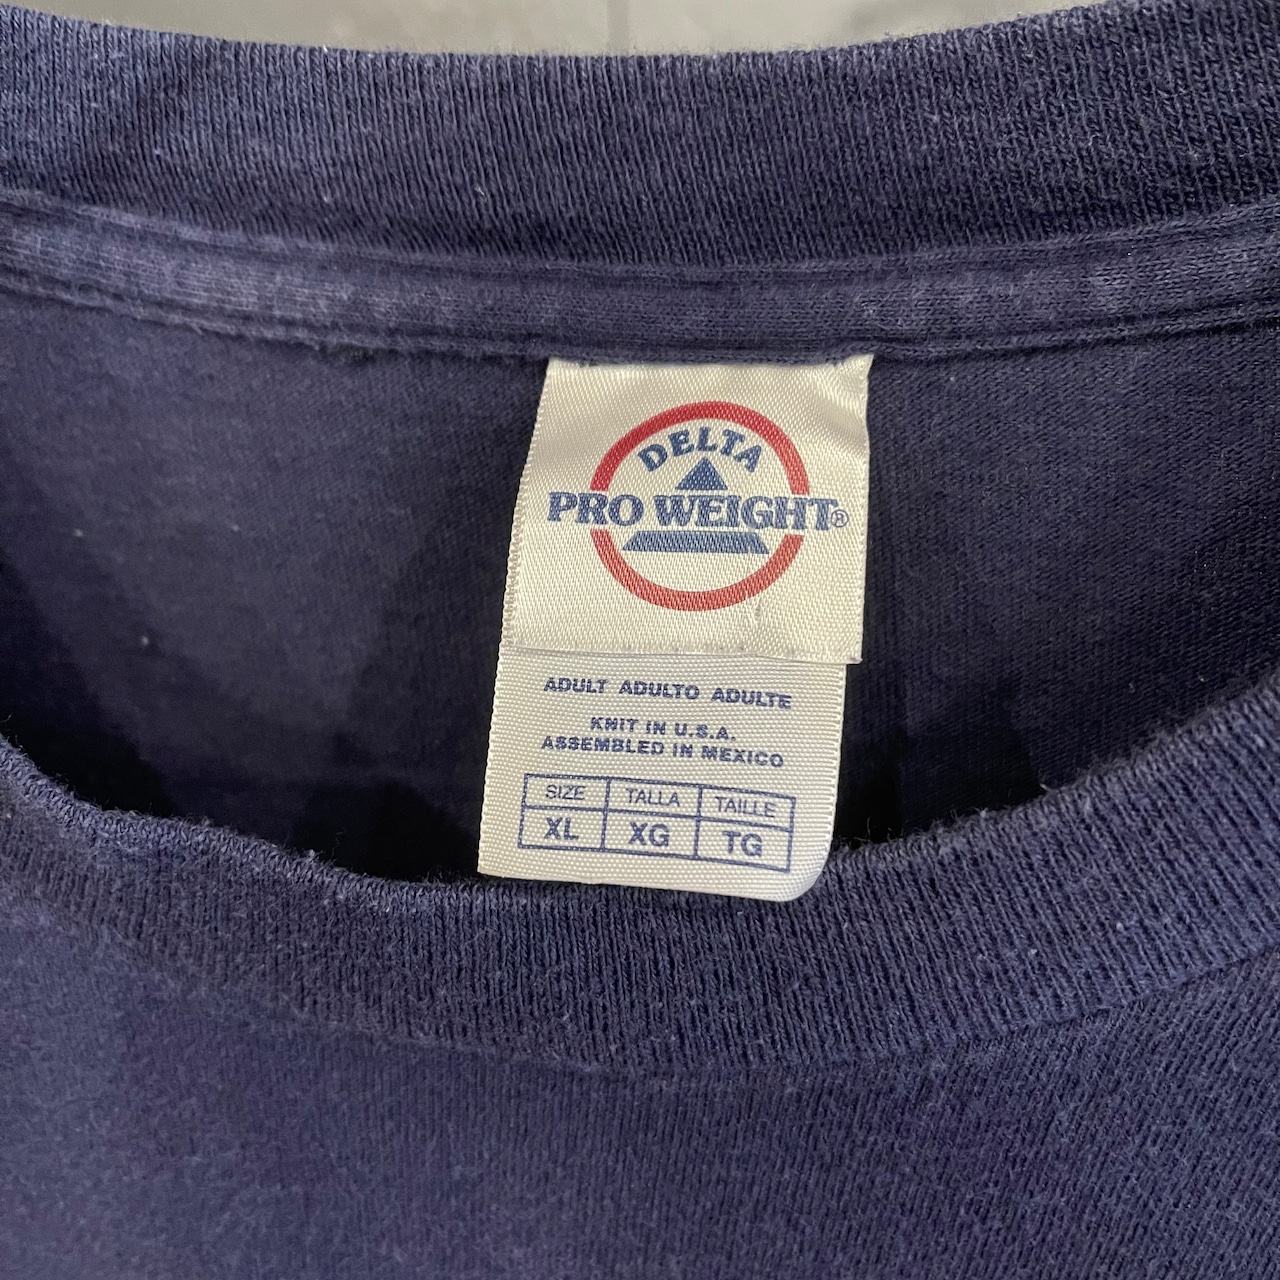 DELTA
PRO WEIGHT®
ADULT ADULTO ADULTE
KNIT IN U.S.A.
ASSEMBLED IN MEXICO
SIZE TALLA TAILLE
XL XG TG